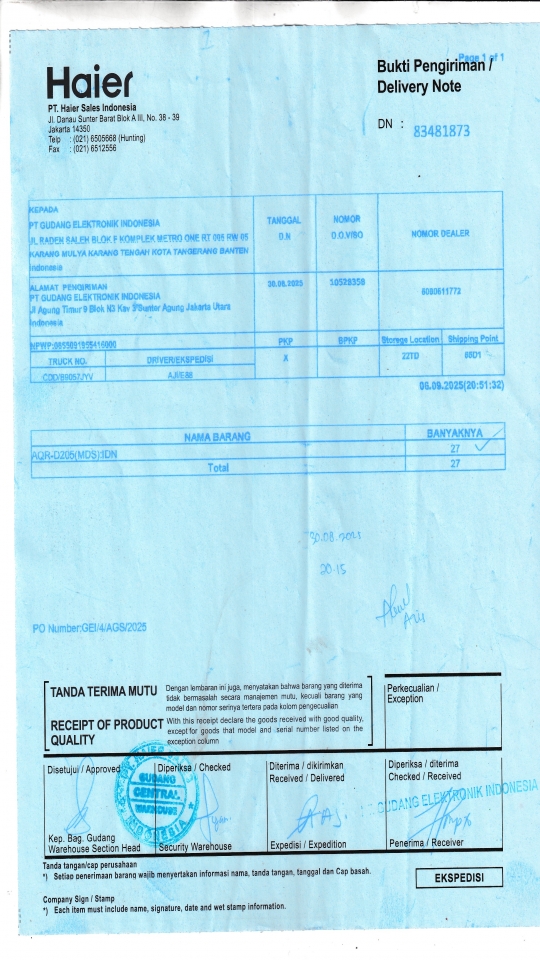 Page 1 of 1
Haier
Bukti Pengiriman /
Delivery Note
PT. Haier Sales Indonesia
Jl. Danau Sunter Barat Blok A III, No. 38 - 39
Jakarta 14350
Telp : (021) 6505668 (Hunting)
Fax : (021) 6512556
DN : 83481873
KEPADA
PT GUDANG ELEKTRONIK INDONESIA
JL RADEN SALEH BLOK F KOMPLEK METRO ONE RT 005 RW 05
KARANG MULYA KARANG TENGAH KOTA TANGERANG BANTEN
Indonesia
TANGGAL
D.N
NOMOR
D.O.V/BO
NOMOR DEALER
ALAMAT PENGIRIMAN
PT GUDANG ELEKTRONIK INDONESIA
Jl Agung Timur 9 Blok N3 Kav 3 Sunter Agung Jakarta Utara
Indonesia
30.08.2025
10528358
PKP
GPKP
Storage Location
Shipping Point
TRUCK NO.
DRIVER/EKSPEDISI
X
22TD
06.09.2025(20:51:32)
NAMA BARANG
BANYAKNYA
AQR-D205(MDS):IDN
27
Total
27
30.08.2025
20.15
PO Number:GEI/4/AGS/2025
TANDA TERIMA MUTU
Dengan lembaran ini juga, menyatakan bahwa barang yang diterima
tidak bermasalah secara manajemen mutu, kecuali barang yang
model dan nomor serinya tertera pada kolom pengecualian
RECEIPT OF PRODUCT
QUALITY
With this receipt declare the goods received with good quality,
except for goods that model and serial number listed on the
exception column
Perkecualian /
Exception
Disetujui / Approved
Diperiksa / Checked
Diterima / dikirimkan
Received / Delivered
Diperiksa / diterima
Checked / Received
GUDANG
CENTRAL
GUDANG ELEKTRONIK INDONESIA
Kep. Bag. Gudang
Warehouse Section Head
Security Warehouse
Expedisi / Expedition
Penerima / Receiver
Tanda tangan/cap perusahaan
*) Setiap penerimaan barang wajib menyertakan informasi nama, tanda tangan, tanggal dan Cap basah.
EKSPEDISI
Company Sign / Stamp
*) Each item must include name, signature, date and wet stamp information.